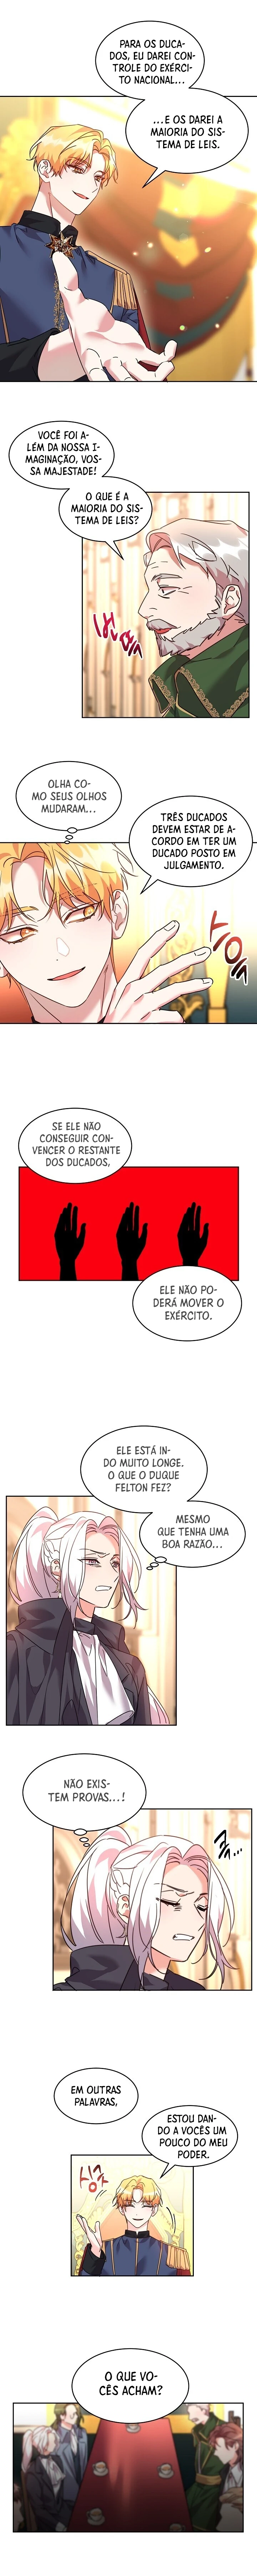 PARA OS DUCA-
DOS, EU DAREI CON-
TROLE DO EXÉRCI-
TO NACIONAL...
...E OS DAREI A
MAIORIA DO SIS-
TEMA DE LEIS.
VOCÊ FOI A-
LÉM DA NOSSA I-
MAGINAÇÃO, VOS-
SA MAJESTADE!
O QUE É A
MAIORIA DO SIS-
TEMA DE LEIS?
OLHA CO-
MO SEUS OLHOS
MUDARAM...
TRÊS DUCADOS
DEVEM ESTAR DE A-
CORDO EM TER UM
DUCADO POSTO EM
JULGAMENTO.
SE ELE NÃO
CONSEGUIR CON-
VENCER O RESTANTE
DOS DUCADOS,
ELE NÃO PO-
DERÁ MOVER O
EXÉRCITO.
ELE ESTÁ IN-
DO MUITO LONGE.
O QUE O DUQUE
FELTON FEZ?
MESMO
QUE TENHA UMA
BOA RAZÃO...
NÃO EXIS-
TEM PROVAS...!
EM OUTRAS
PALAVRAS,
ESTOU DAN-
DO A VOCÊS UM
POUCO DO MEU
PODER.
O QUE VO-
CÊS ACHAM?